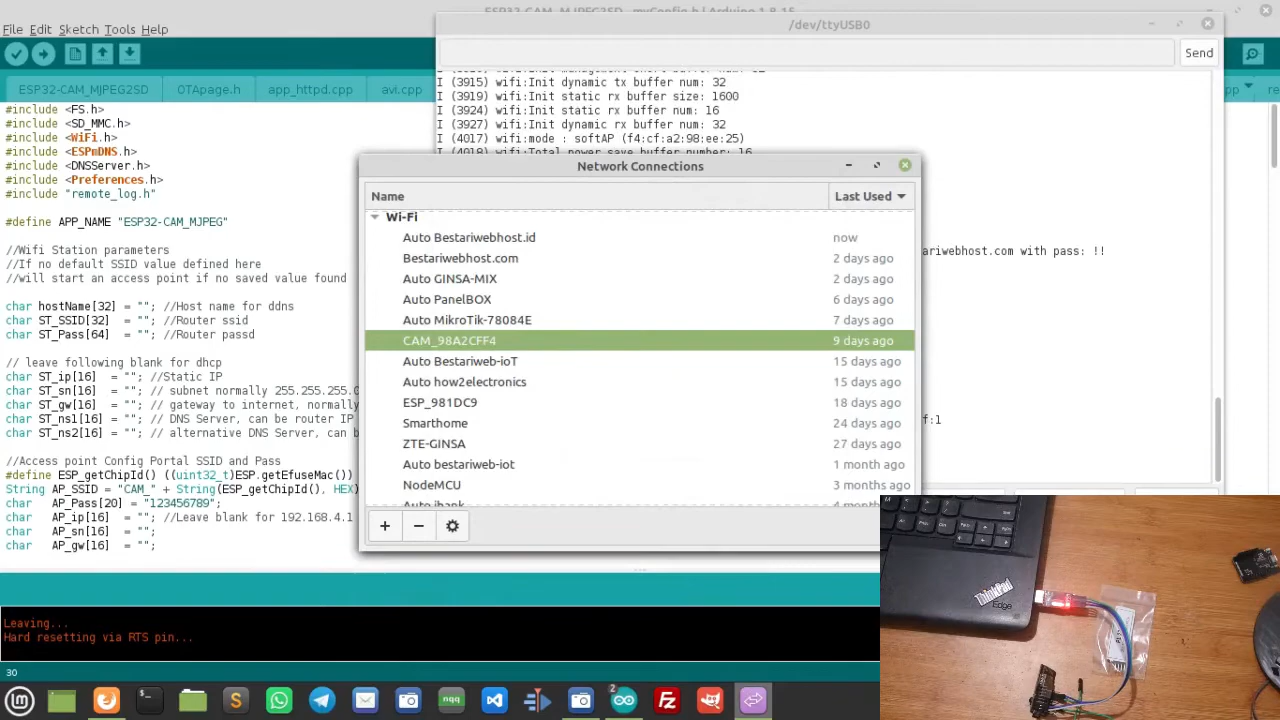 ESP32-CAM_MJPEG2SD - myConfig.h | Arduino 1.8.15
/dev/ttyUSB0
File Edit Sketch Tools Help
Send
ESP32-CAM_MJPEG2SD OTApage.h app_httpd.cpp avi.cpp
#include <FS.h>
#include <SD_MMC.h>
#include <WiFi.h>
#include <ESPmDNS.h>
#include <DNSServer.h>
#include <Preferences.h>
#include "remote_log.h"
#define APP_NAME "ESP32-CAM_MJPEG"
//Wifi Station parameters
//If no default SSID value defined here
//will start an access point if no saved value found
char hostName[32] = ""; //Host name for ddns
char ST_SSID[32] = ""; //Router ssid
char ST_Pass[64] = ""; //Router passd
// leave following blank for dhcp
char ST_ip[16] = ""; //Static IP
char ST_sn[16] = ""; // subnet normally 255.255.255.0
char ST_gw[16] = ""; // gateway to internet, normally
char ST_ns1[16] = ""; // DNS Server, can be router IP
char ST_ns2[16] = ""; // alternative DNS Server, can b
//Access point Config Portal SSID and Pass
#define ESP_getChipId() ((uint32_t)ESP.getEfuseMac())
String AP_SSID = "CAM_" + String(ESP_getChipId(), HEX)
char AP_Pass[20] = "123456789";
char AP_ip[16] = ""; //Leave blank for 192.168.4.1
char AP_sn[16] = "";
char AP_gw[16] = "";
I (3915) wifi:Init dynamic tx buffer num: 32
I (3919) wifi:Init static rx buffer size: 1600
I (3924) wifi:Init static rx buffer num: 16
I (3927) wifi:Init dynamic rx buffer num: 32
I (4017) wifi:mode : softAP (f4:cf:a2:98:ee:25)
I (4018) wifi:Total power save buffer number: 16
ariwebhost.com with pass: !!
f:1
Network Connections
Name Last Used
Wi-Fi
Auto Bestariwebhost.id now
Bestariwebhost.com 2 days ago
Auto GINSA-MIX 2 days ago
Auto PanelBOX 6 days ago
Auto MikroTik-78084E 7 days ago
CAM_98A2CFF4 9 days ago
Auto Bestariweb-ioT 15 days ago
Auto how2electronics 15 days ago
ESP_981DC9 18 days ago
Smarthome 24 days ago
ZTE-GINSA 27 days ago
Auto bestariweb-iot 1 month ago
NodeMCU 3 months ago
+ −
Leaving...
Hard resetting via RTS pin...
30
nqq
2
Fz
ThinkPad
Edge